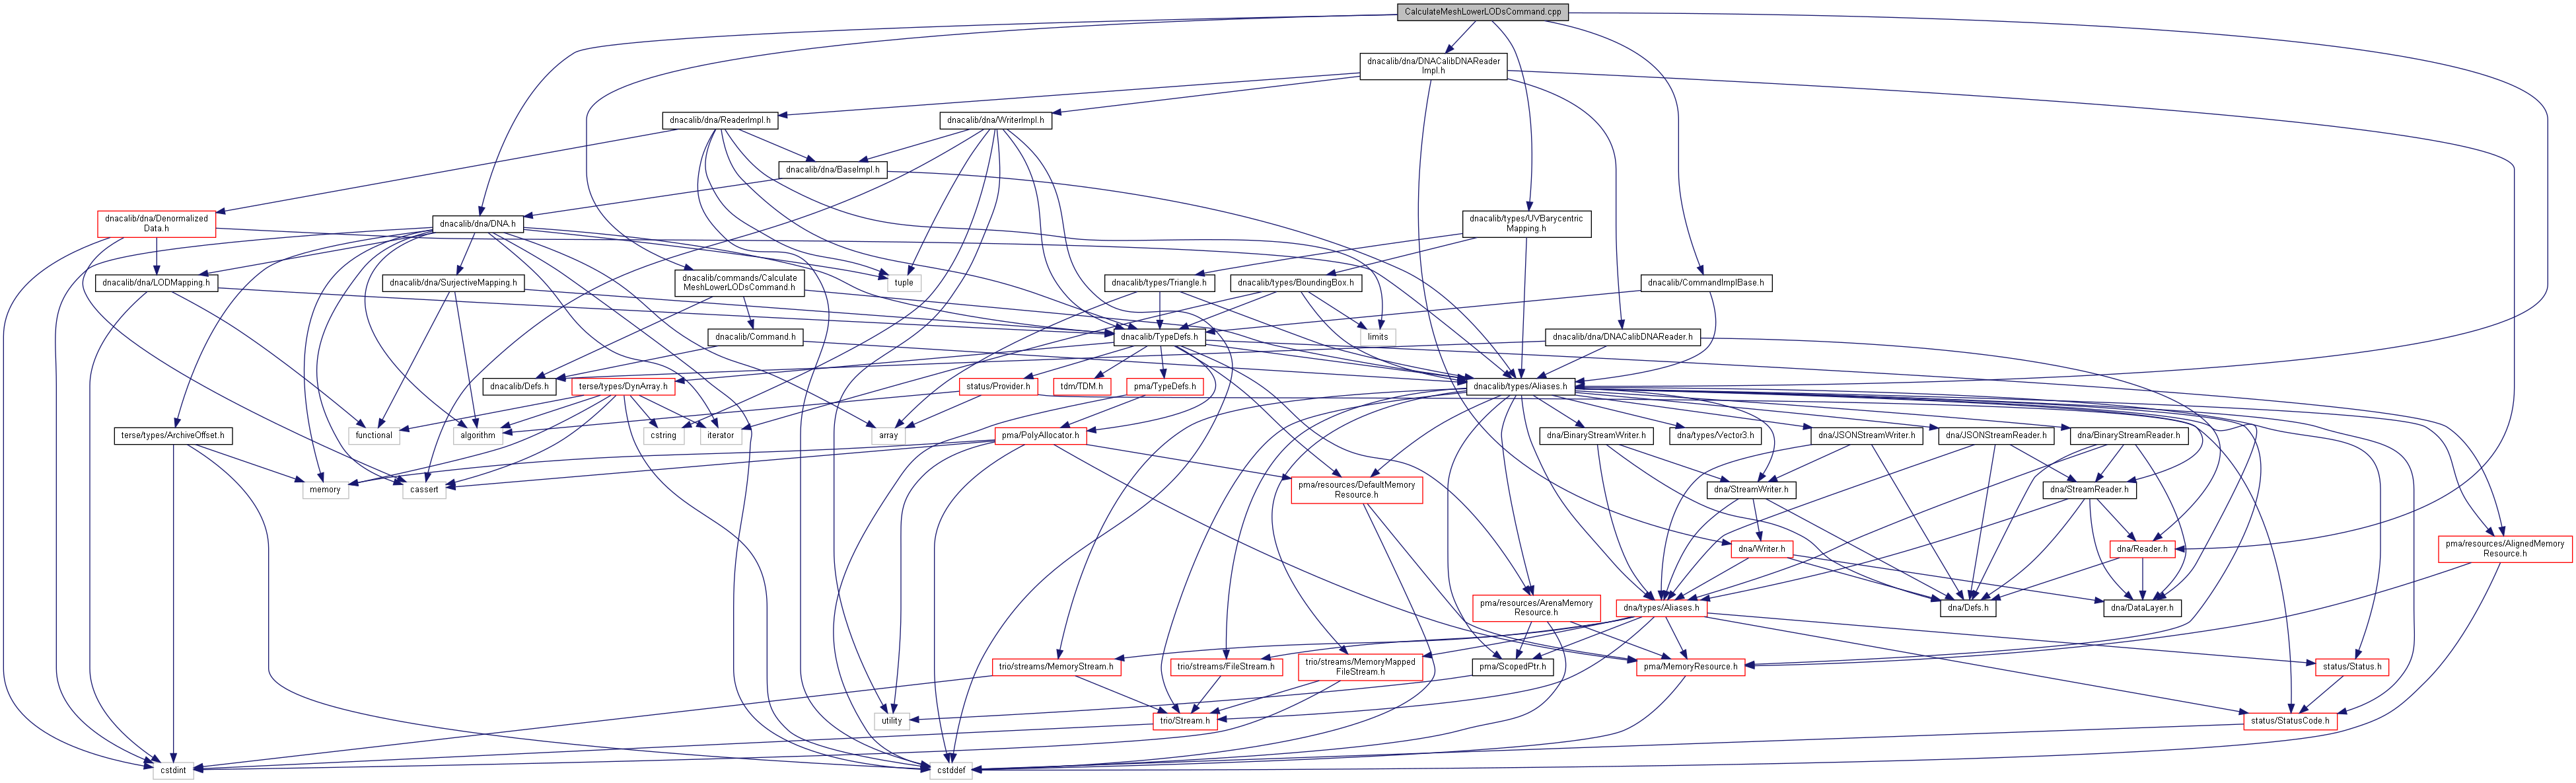 CalculateMeshLowerLODsCommand.cpp
dnacalib/dna/DNACalibDNAReader
Impl.h
dnacalib/dna/ReaderImpl.h
dnacalib/dna/WriterImpl.h
dnacalib/dna/BaseImpl.h
dnacalib/dna/Denormalized
Data.h
dnacalib/dna/DNA.h
dnacalib/types/UVBarycentric
Mapping.h
dnacalib/dna/LODMapping.h
dnacalib/dna/SurjectiveMapping.h
dnacalib/commands/Calculate
MeshLowerLODsCommand.h
tuple
dnacalib/types/Triangle.h
dnacalib/types/BoundingBox.h
dnacalib/CommandImplBase.h
dnacalib/Command.h
dnacalib/TypeDefs.h
limits
dnacalib/dna/DNACalibDNAReader.h
dnacalib/Defs.h
terse/types/DynArray.h
status/Provider.h
tdm/TDM.h
pma/TypeDefs.h
dnacalib/types/Aliases.h
terse/types/ArchiveOffset.h
functional
algorithm
cstring
iterator
array
pma/PolyAllocator.h
dna/BinaryStreamWriter.h
dna/types/Vector3.h
dna/JSONStreamWriter.h
dna/JSONStreamReader.h
dna/BinaryStreamReader.h
memory
cassert
pma/resources/DefaultMemory
Resource.h
dna/StreamWriter.h
dna/StreamReader.h
dna/Writer.h
dna/Reader.h
pma/resources/AlignedMemory
Resource.h
pma/resources/ArenaMemory
Resource.h
dna/types/Aliases.h
dna/Defs.h
dna/DataLayer.h
trio/streams/MemoryStream.h
trio/streams/FileStream.h
trio/streams/MemoryMapped
FileStream.h
pma/ScopedPtr.h
pma/MemoryResource.h
status/Status.h
utility
trio/Stream.h
status/StatusCode.h
cstdint
cstddef